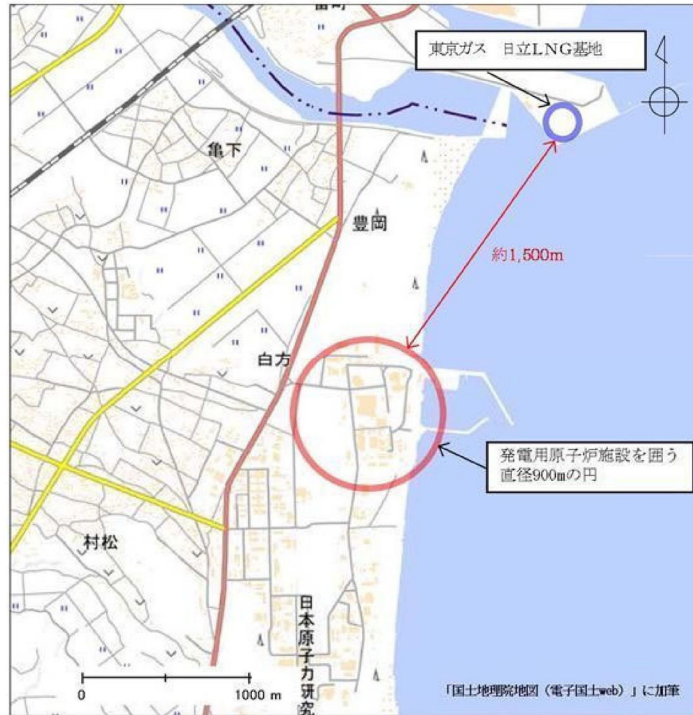 東京ガス 日立LNG基地
亀下
豊岡
約1,500m
白方
発電用原子炉施設を囲う
直径900mの円
村松
日本原子力研究
0
1000 m
「国土地理院地図（電子国土web）」に加筆